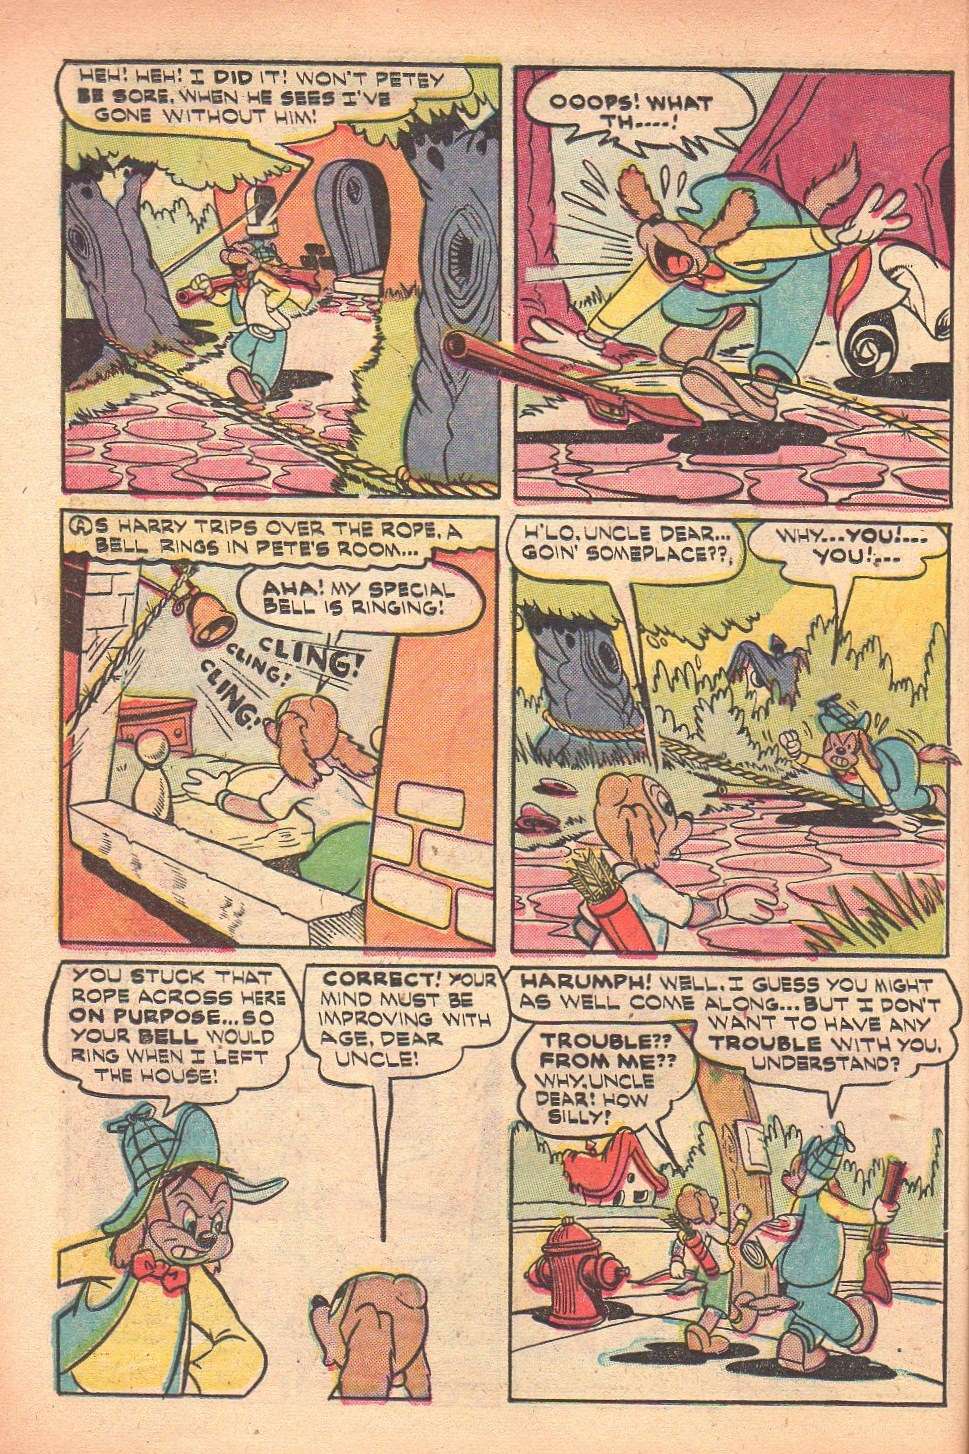 HEH! HEH! I DID IT! WON'T PETEY
BE SORE, WHEN HE SEES I'VE
GONE WITHOUT HIM!
OOOPS! WHAT
TH----!
AS HARRY TRIPS OVER THE ROPE, A
BELL RINGS IN PETE'S ROOM...
AHA! MY SPECIAL
BELL IS RINGING!
CLING!
CLING!
CLING!
H'LO, UNCLE DEAR...
GOIN' SOMEPLACE??
WHY...YOU!---
YOU!---
YOU STUCK THAT
ROPE ACROSS HERE
ON PURPOSE...SO
YOUR BELL WOULD
RING WHEN I LEFT
THE HOUSE!
CORRECT! YOUR
MIND MUST BE
IMPROVING WITH
AGE, DEAR
UNCLE!
HARUMPH! WELL, I GUESS YOU MIGHT
AS WELL COME ALONG...BUT I DON'T
WANT TO HAVE ANY
TROUBLE WITH YOU,
UNDERSTAND?
TROUBLE??
FROM ME??
WHY, UNCLE
DEAR! HOW
SILLY!